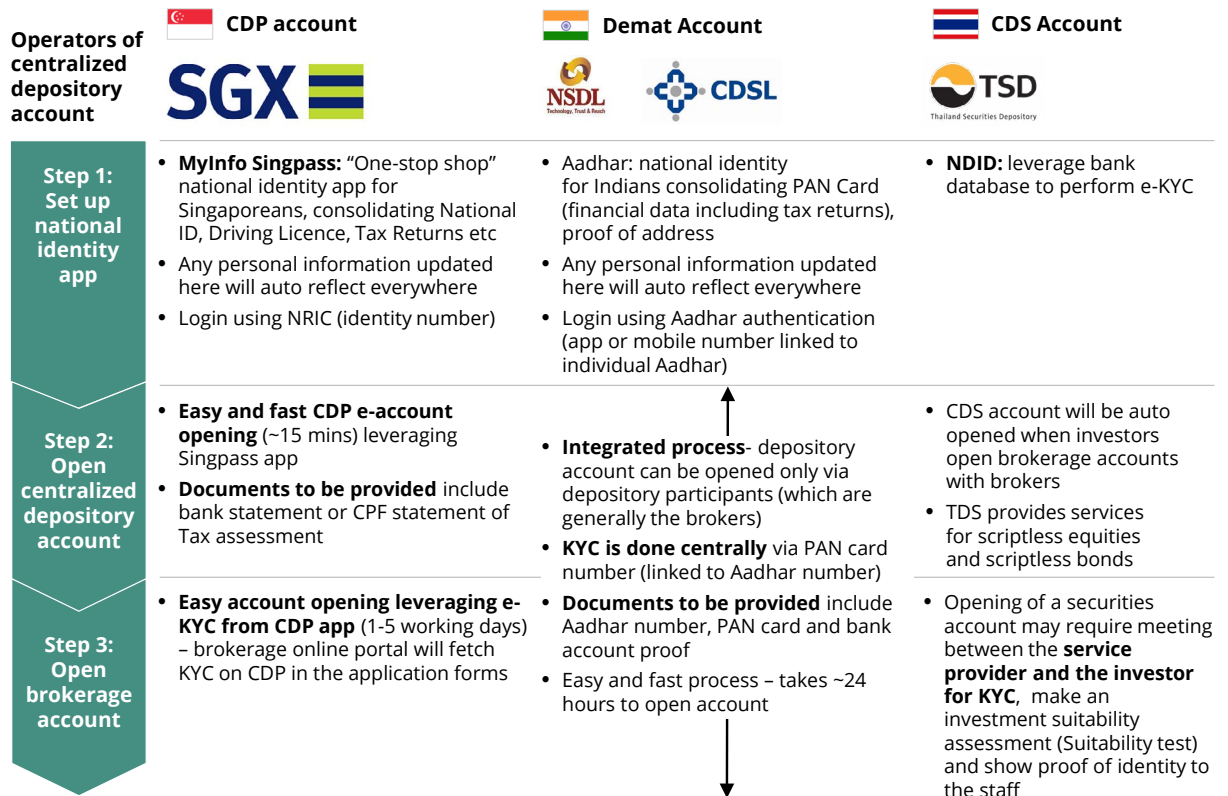 Operators of
centralized
depository
account
CDP account
SGX
Demat Account
NSDL
Technology, Trust & Reach
CDSL
CDS Account
TSD
Thailand Securities Depository
Step 1:
Set up
national
identity
app
• MyInfo Singpass: “One-stop shop”
national identity app for
Singaporeans, consolidating National
ID, Driving Licence, Tax Returns etc
• Any personal information updated
here will auto reflect everywhere
• Login using NRIC (identity number)
• Aadhar: national identity
for Indians consolidating PAN Card
(financial data including tax returns),
proof of address
• Any personal information updated
here will auto reflect everywhere
• Login using Aadhar authentication
(app or mobile number linked to
individual Aadhar)
• NDID: leverage bank
database to perform e-KYC
Step 2:
Open
centralized
depository
account
• Easy and fast CDP e-account
opening (~15 mins) leveraging
Singpass app
• Documents to be provided include
bank statement or CPF statement of
Tax assessment
• Integrated process- depository
account can be opened only via
depository participants (which are
generally the brokers)
• KYC is done centrally via PAN card
number (linked to Aadhar number)
• Documents to be provided include
Aadhar number, PAN card and bank
account proof
• Easy and fast process – takes ~24
hours to open account
• CDS account will be auto
opened when investors
open brokerage accounts
with brokers
• TDS provides services
for scriptless equities
and scriptless bonds
Step 3:
Open
brokerage
account
• Easy account opening leveraging e-
KYC from CDP app (1-5 working days)
– brokerage online portal will fetch
KYC on CDP in the application forms
• Opening of a securities
account may require meeting
between the service
provider and the investor
for KYC, make an
investment suitability
assessment (Suitability test)
and show proof of identity to
the staff